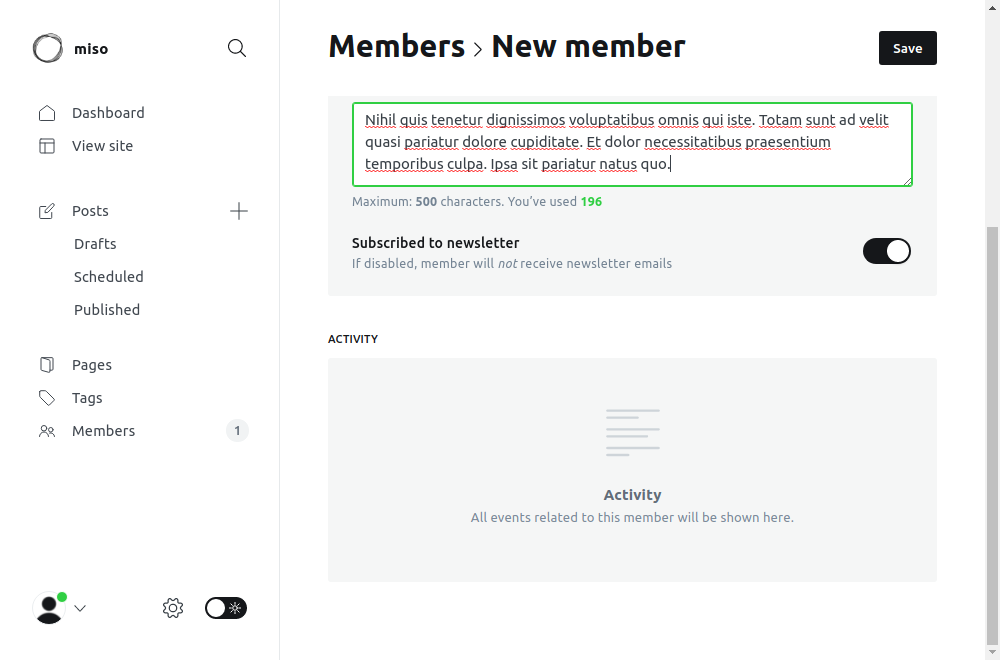 miso
Dashboard
View site
Posts
Drafts
Scheduled
Published
Pages
Tags
Members 1
Members > New member
Save
Nihil quis tenetur dignissimos voluptatibus omnis qui iste. Totam sunt ad velit
quasi pariatur dolore cupiditate. Et dolor necessitatibus praesentium
temporibus culpa. Ipsa sit pariatur natus quo.
Maximum: 500 characters. You've used 196
Subscribed to newsletter
If disabled, member will not receive newsletter emails
ACTIVITY
Activity
All events related to this member will be shown here.